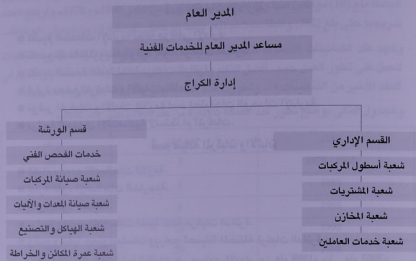 المدير العام
مساعد المدير العام للخدمات الفنية
إدارة الكراج
القسم الإداري
شعبة أسطول المركبات
شعبة المشتريات
شعبة المخازن
شعبة خدمات العاملين
قسم الورشة
خدمات الفحص الفني
شعبة صيانة المركبات
شعبة صيانة المعدات والآليات
شعبة الهياكل والتصنيع
شعبة عمرة المكائن والخراطة